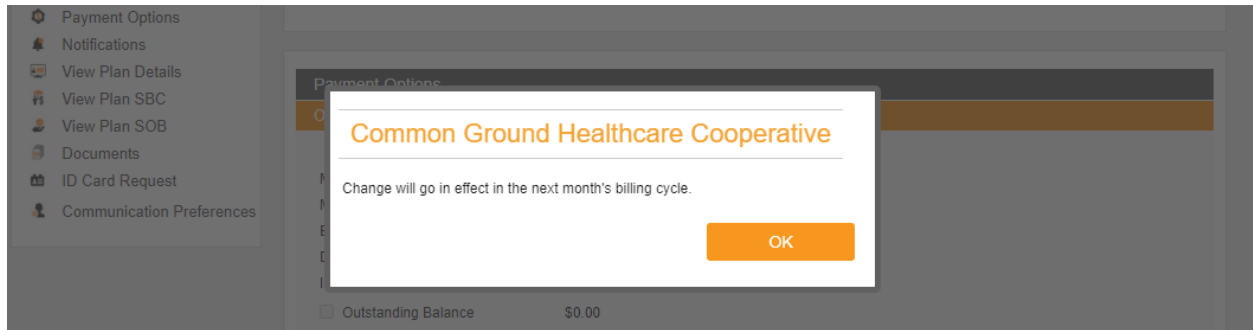 Payment Options
Notifications
View Plan Details
View Plan SBC
View Plan SOB
Documents
ID Card Request
Communication Preferences
Payment Options
Common Ground Healthcare Cooperative
Change will go in effect in the next month's billing cycle.
OK
Outstanding Balance $0.00